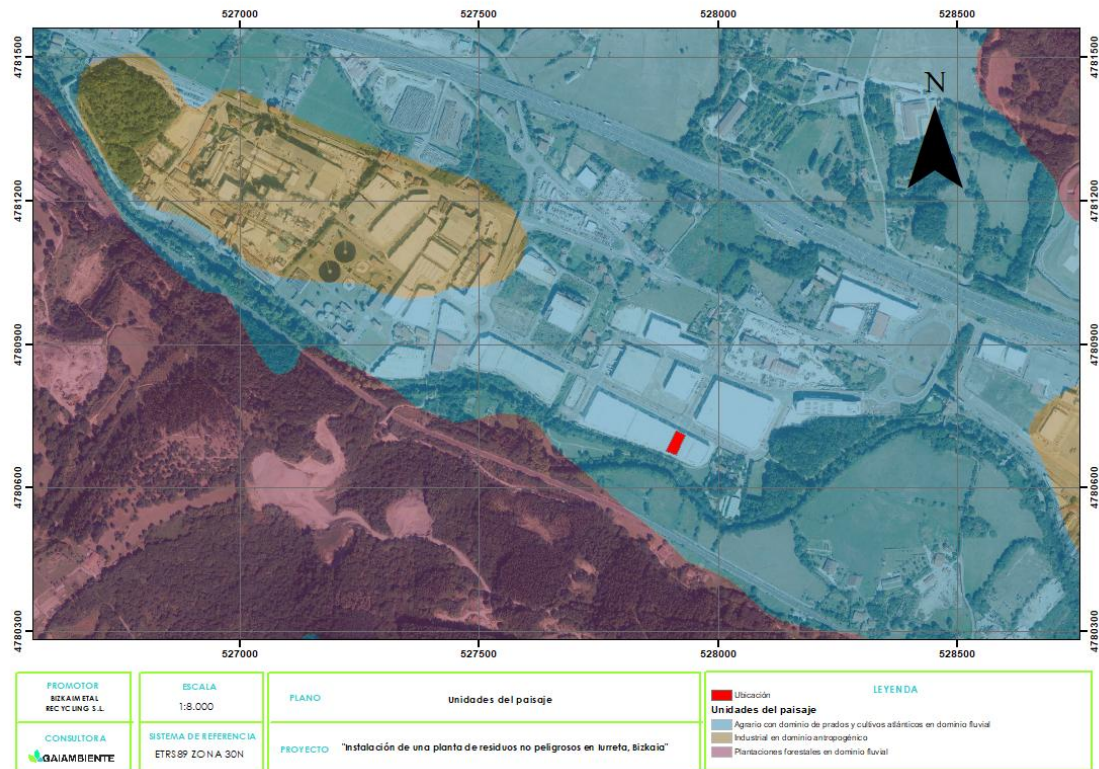 527000 527500 528000 528500
4781500 4781500
N
4781200 4781200
4780900 4780900
4780600 4780600
4780300 4780300
527000 527500 528000 528500
PROMOTOR
BIZKAIMETAL
RECYCLING S.L.
CONSULTORA
GAIAMBIENTE
ESCALA
1:8.000
SISTEMA DE REFERENCIA
ETRS89 ZONA 30N
PLANO Unidades del paisaje
PROYECTO "Instalación de una planta de residuos no peligrosos en Iurreta, Bizkaia"
LEYENDA
Ubicación
Unidades del paisaje
Agrario con dominio de prados y cultivos atlánticos en dominio fluvial
Industrial en dominio antropogénico
Plantaciones forestales en dominio fluvial